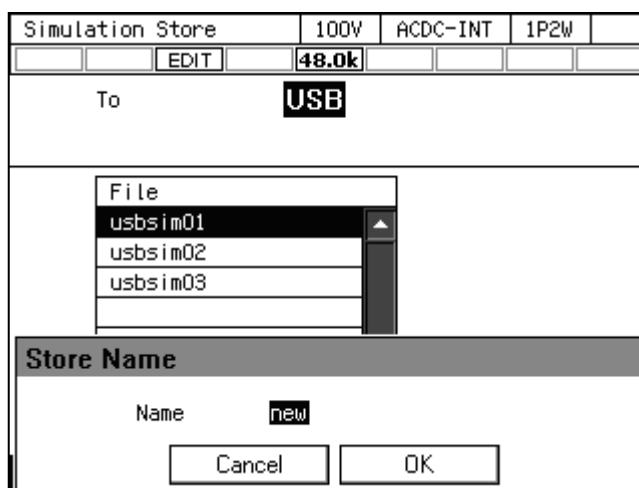 Simulation Store 100V ACDC-INT 1P2W
EDIT 48.0k
To USB
File
usbsim01
usbsim02
usbsim03
Store Name
Name new
Cancel OK